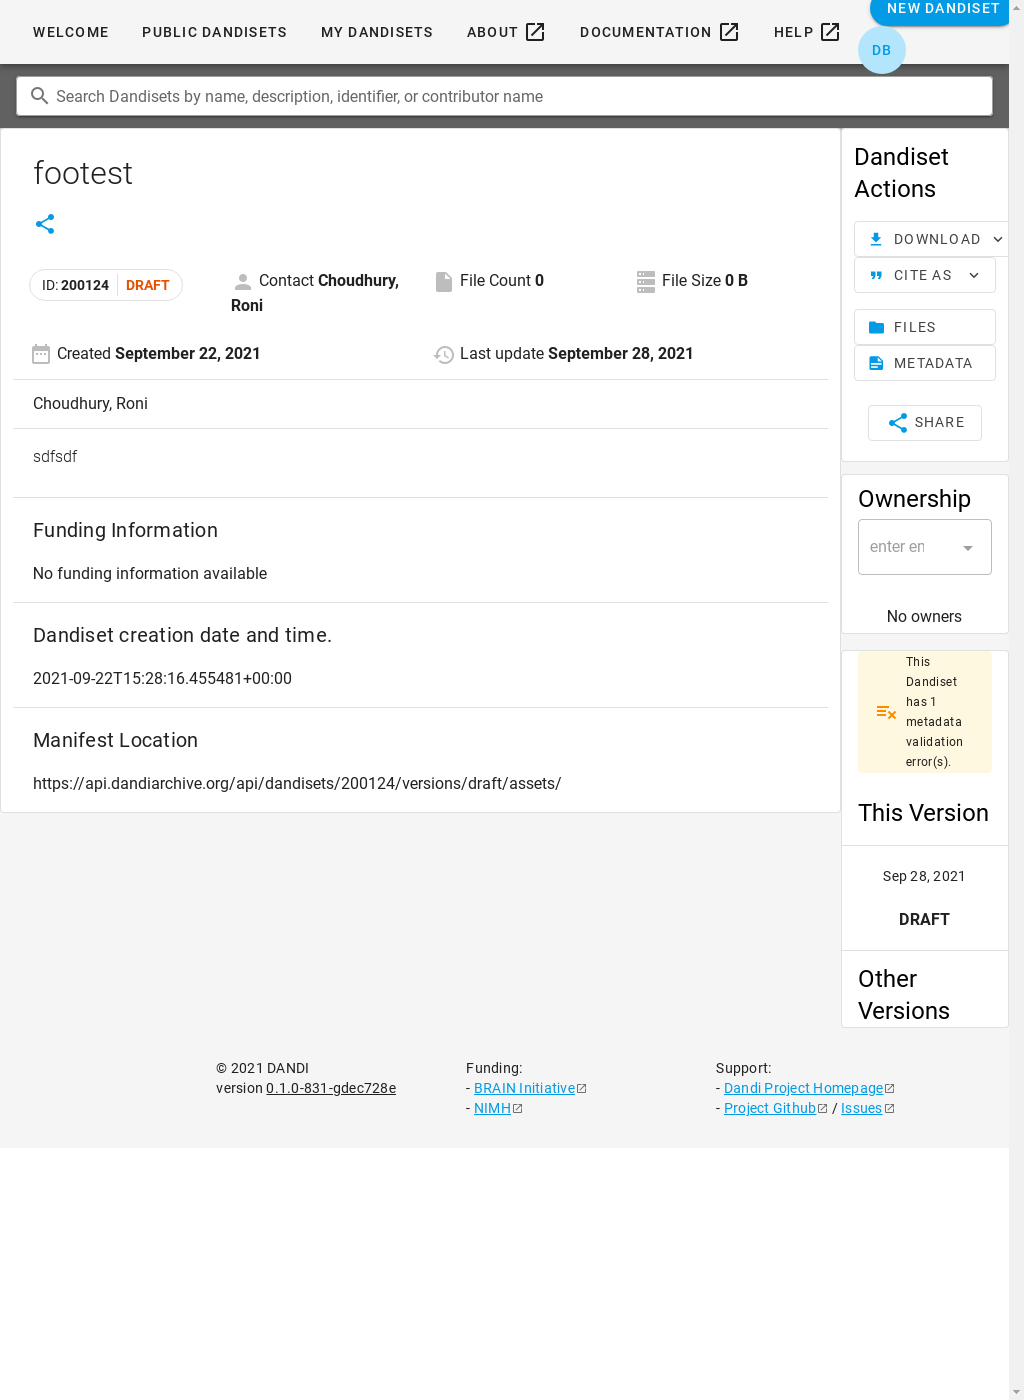 WELCOME PUBLIC DANDISETS MY DANDISETS ABOUT DOCUMENTATION HELP NEW DANDISET
DB
Search Dandisets by name, description, identifier, or contributor name
footest
ID: 200124 DRAFT
Contact Choudhury,
Roni
File Count 0
File Size 0 B
Created September 22, 2021
Last update September 28, 2021
Choudhury, Roni
sdfsdf
Funding Information
No funding information available
Dandiset creation date and time.
2021-09-22T15:28:16.455481+00:00
Manifest Location
https://api.dandiarchive.org/api/dandisets/200124/versions/draft/assets/
Dandiset
Actions
DOWNLOAD
CITE AS
FILES
METADATA
SHARE
Ownership
enter en
No owners
This
Dandiset
has 1
metadata
validation
error(s).
This Version
Sep 28, 2021
DRAFT
Other
Versions
© 2021 DANDI
version 0.1.0-831-gdec728e
Funding:
- BRAIN Initiative
- NIMH
Support:
- Dandi Project Homepage
- Project Github / Issues